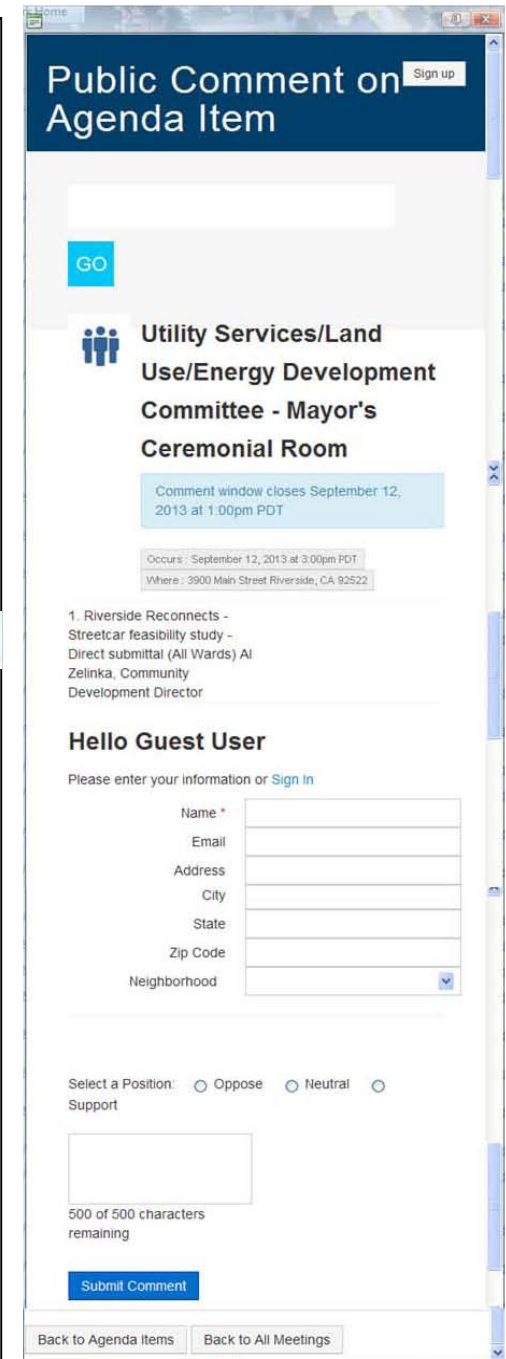 Home
Public Comment on
Agenda Item
Sign up
GO
Utility Services/Land
Use/Energy Development
Committee - Mayor's
Ceremonial Room
Comment window closes September 12,
2013 at 1:00pm PDT
Occurs : September 12, 2013 at 3:00pm PDT
Where : 3900 Main Street Riverside, CA 92522
1. Riverside Reconnects -
Streetcar feasibility study -
Direct submittal (All Wards) Al
Zelinka, Community
Development Director
Hello Guest User
Please enter your information or Sign In
Name *
Email
Address
City
State
Zip Code
Neighborhood
Select a Position: Oppose Neutral
Support
500 of 500 characters
remaining
Submit Comment
Back to Agenda Items Back to All Meetings